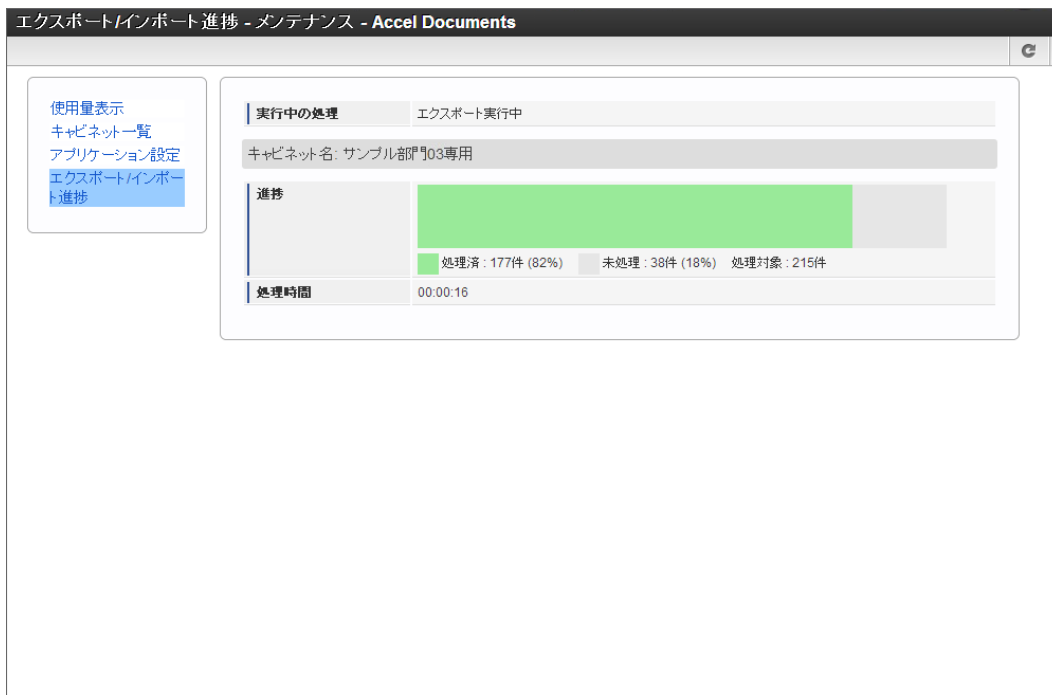 エクスポート/インポート進捗 - メンテナンス - Accel Documents
使用量表示
キャビネット一覧
アプリケーション設定
エクスポート/インポー
ト進捗
実行中の処理 エクスポート実行中
キャビネット名: サンプル部門03専用
進捗
処理済 : 177件 (82%) 未処理 : 38件 (18%) 処理対象 : 215件
処理時間 00:00:16